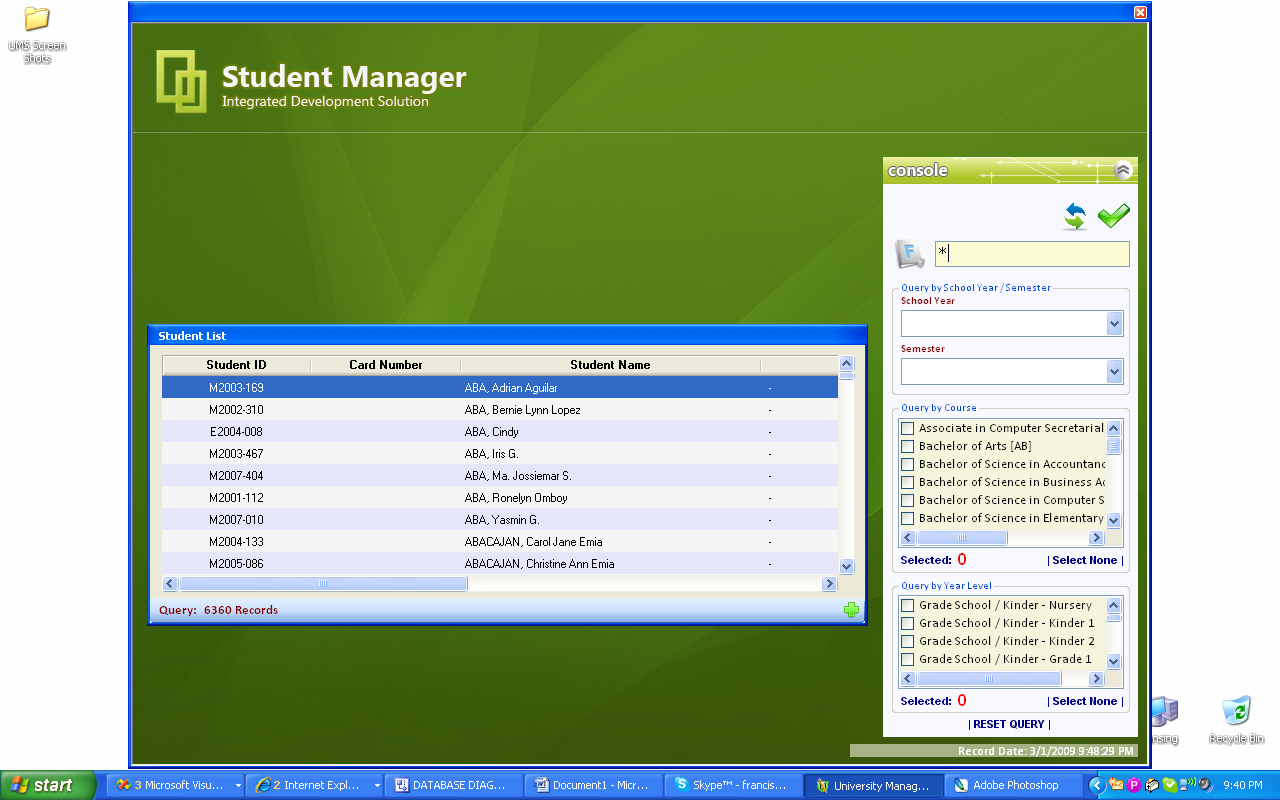 UMS Screen
Shots
Student Manager
Integrated Development Solution
console
F
*
Query by School Year / Semester
School Year
Semester
Student List
Student ID Card Number Student Name
M2003-169 ABA, Adrian Aguilar -
M2002-310 ABA, Bernie Lynn Lopez -
E2004-008 ABA, Cindy -
M2003-467 ABA, Iris G. -
M2007-404 ABA, Ma. Jossiemar S. -
M2001-112 ABA, Ronelyn Omboy -
M2007-010 ABA, Yasmin G. -
M2004-133 ABACAJAN, Carol Jane Emia -
M2005-086 ABACAJAN, Christine Ann Emia -
Query: 6360 Records
Query by Course
Associate in Computer Secretarial
Bachelor of Arts [AB]
Bachelor of Science in Accountanc
Bachelor of Science in Business Ac
Bachelor of Science in Computer S
Bachelor of Science in Elementary
Selected: 0 | Select None |
Query by Year Level
Grade School / Kinder - Nursery
Grade School / Kinder - Kinder 1
Grade School / Kinder - Kinder 2
Grade School / Kinder - Grade 1
Selected: 0 | Select None |
| RESET QUERY |
Record Date: 3/1/2009 9:48:29 PM
nsing
Recycle Bin
start
3 Microsoft Visu...
2 Internet Expl...
DATABASE DIAG...
Document1 - Micr...
Skype™ - francis...
University Manag...
Adobe Photoshop
9:40 PM